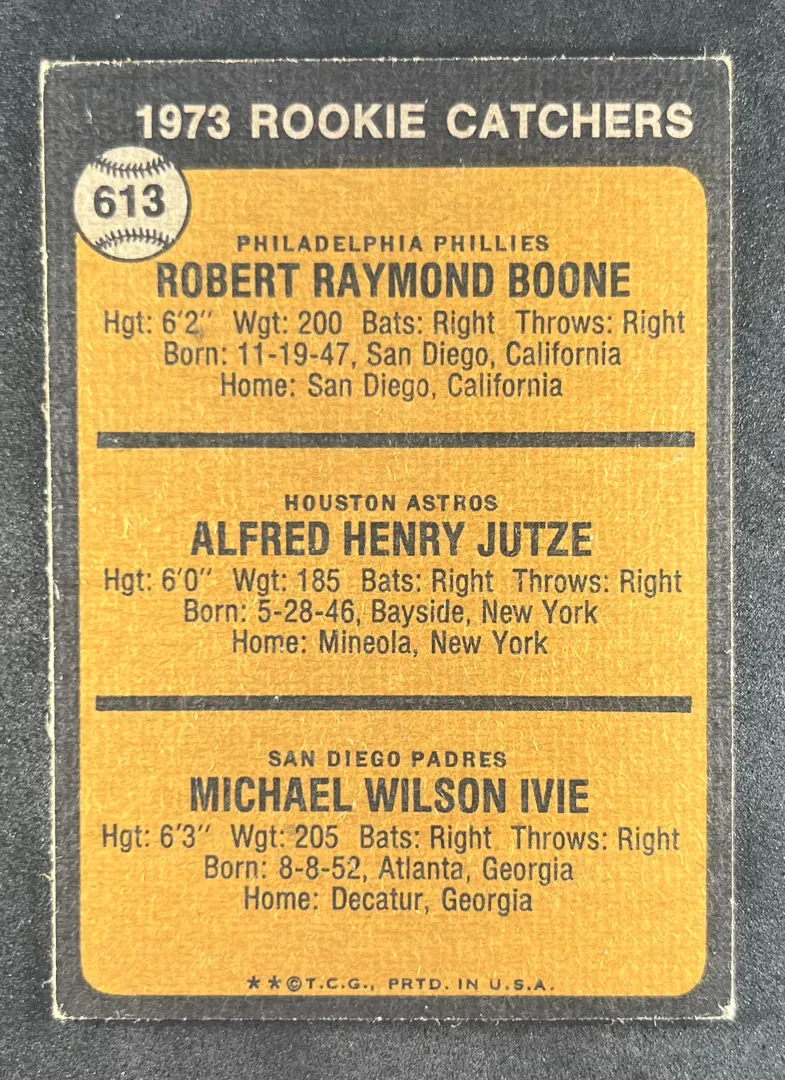 1973 ROOKIE CATCHERS
613
PHILADELPHIA PHILLIES
ROBERT RAYMOND BOONE
Hgt: 6'2" Wgt: 200 Bats: Right Throws: Right
Born: 11-19-47, San Diego, California
Home: San Diego, California
HOUSTON ASTROS
ALFRED HENRY JUTZE
Hgt: 6'0" Wgt: 185 Bats: Right Throws: Right
Born: 5-28-46, Bayside, New York
Home: Mineola, New York
SAN DIEGO PADRES
MICHAEL WILSON IVIE
Hgt: 6'3" Wgt: 205 Bats: Right Throws: Right
Born: 8-8-52, Atlanta, Georgia
Home: Decatur, Georgia
**©T.C.G., PRTD. IN U.S.A.